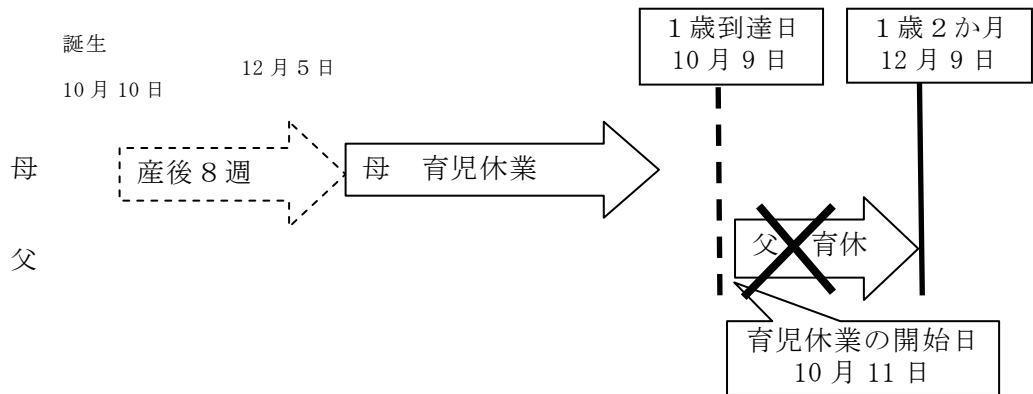 誕生
10月10日
12月5日
１歳到達日
10月9日
１歳２か月
12月9日
母
産後８週
母　育児休業
父
父　育休
育児休業の開始日
10月11日